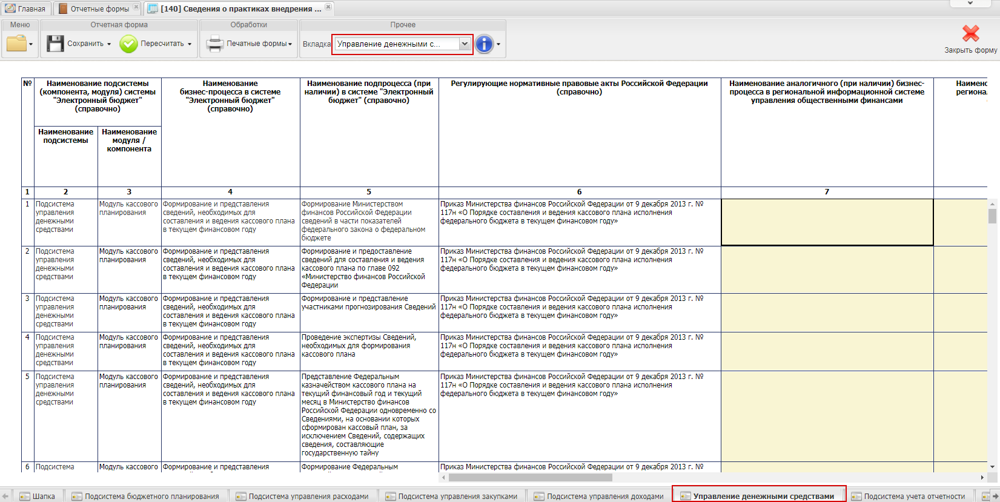 Главная
Отчетные формы
[140] Сведения о практиках внедрения ...
Меню
Отчетная форма
Обработки
Прочее
Сохранить
Пересчитать
Печатные формы
Вкладка
Управление денежными с...
Закрыть форму
№
Наименование подсистемы
(компонента, модуля) системы
"Электронный бюджет"
(справочно)
Наименование
подсистемы
Наименование
модуля /
компонента
Наименование
бизнес-процесса в системе
"Электронный бюджет"
(справочно)
Наименование подпроцесса (при
наличии) в системе "Электронный
бюджет" (справочно)
Регулирующие нормативные правовые акты Российской Федерации
(справочно)
Наименование аналогичного (при наличии) бизнес-
процесса в региональной информационной системе
управления общественными финансами
Наимено
региона
1 2 3 4 5 6 7
1
Подсистема
управления
денежными
средствами
Модуль кассового
планирования
Формирование и представления
сведений, необходимых для
составления и ведения кассового плана
в текущем финансовом году
Формирование Министерством
финансов Российской Федерации
сведений в части показателей
федерального закона о федеральном
бюджете
Приказ Министерства финансов Российской Федерации от 9 декабря 2013 г. №
117н «О Порядке составления и ведения кассового плана исполнения
федерального бюджета в текущем финансовом году»
2
Подсистема
управления
денежными
средствами
Модуль кассового
планирования
Формирование и представления
сведений, необходимых для
составления и ведения кассового плана
в текущем финансовом году
Формирование и предоставление
сведений для составления и ведения
кассового плана по главе 092
«Министерство финансов Российской
Федерации
Приказ Министерства финансов Российской Федерации от 9 декабря 2013 г. №
117н «О Порядке составления и ведения кассового плана исполнения
федерального бюджета в текущем финансовом году»
3
Подсистема
управления
денежными
средствами
Модуль кассового
планирования
Формирование и представления
сведений, необходимых для
составления и ведения кассового плана
в текущем финансовом году
Формирование и представление
участниками прогнозирования Сведений
Приказ Министерства финансов Российской Федерации от 9 декабря 2013 г. №
117н «О Порядке составления и ведения кассового плана исполнения
федерального бюджета в текущем финансовом году»
4
Подсистема
управления
денежными
средствами
Модуль кассового
планирования
Формирование и представления
сведений, необходимых для
составления и ведения кассового плана
в текущем финансовом году
Проведение экспертизы Сведений,
необходимых для формирования
кассового плана
Приказ Министерства финансов Российской Федерации от 9 декабря 2013 г. №
117н «О Порядке составления и ведения кассового плана исполнения
федерального бюджета в текущем финансовом году»
5
Подсистема
управления
денежными
средствами
Модуль кассового
планирования
Формирование и представления
сведений, необходимых для
составления и ведения кассового плана
в текущем финансовом году
Представление Федеральным
казначейством кассового плана на
текущий финансовый год и текущий
месяц в Министерство финансов
Российской Федерации одновременно со
Сведениями, на основании которых
сформирован кассовый план, за
исключением Сведений, содержащих
сведения, составляющие
государственную тайну
Приказ Министерства финансов Российской Федерации от 9 декабря 2013 г. №
117н «О Порядке составления и ведения кассового плана исполнения
федерального бюджета в текущем финансовом году»
6
Подсистема
Модуль кассового
Формирование и представления
Формирование Федеральным
Приказ Министерства финансов Российской Федерации от 9 декабря 2013 г. №
Шапка
Подсистема бюджетного планирования
Подсистема управления расходами
Подсистема управления закупками
Подсистема управления доходами
Управление денежными средствами
Подсистема учета отчетности